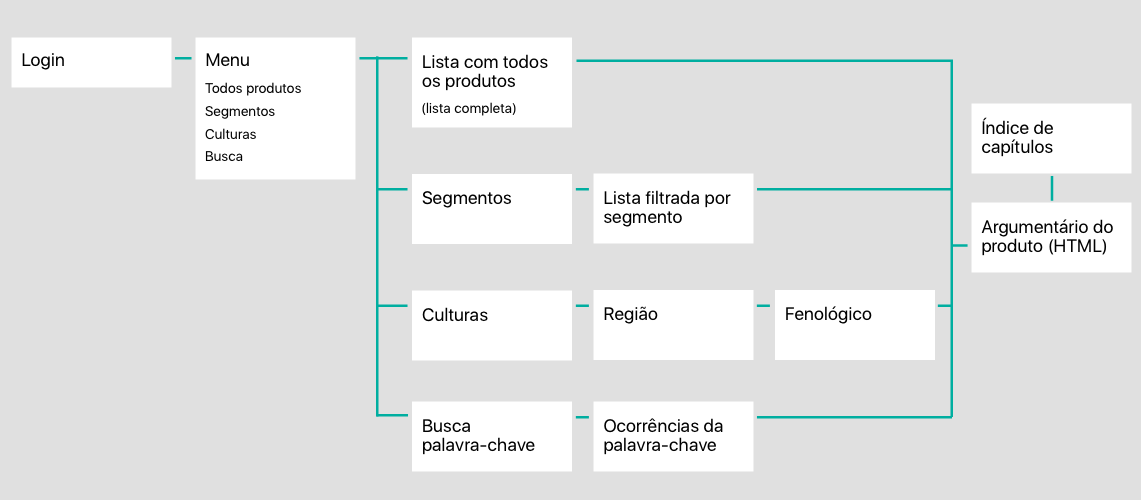 Login
Menu
Todos produtos
Segmentos
Culturas
Busca
Lista com todos
os produtos
(lista completa)
Segmentos
Lista filtrada por
segmento
Culturas
Região
Fenológico
Busca
palavra-chave
Ocorrências da
palavra-chave
Índice de
capítulos
Argumentário do
produto (HTML)